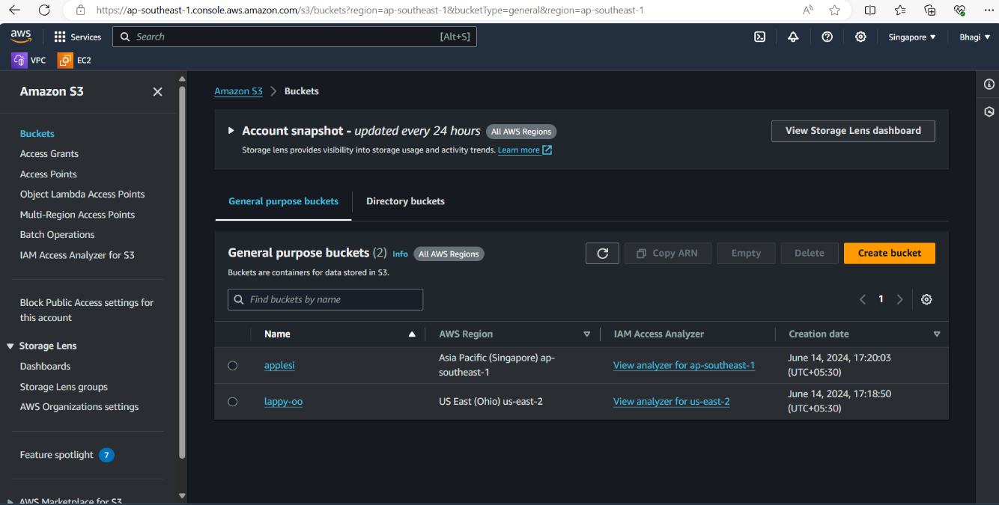 https://ap-southeast-1.console.aws.amazon.com/s3/buckets?region=ap-southeast-1&bucketType=general&region=ap-southeast-1
aws
Services
Search [Alt+S]
Singapore
Bhagi
VPC
EC2
Amazon S3
Buckets
Access Grants
Access Points
Object Lambda Access Points
Multi-Region Access Points
Batch Operations
IAM Access Analyzer for S3
Block Public Access settings for
this account
Storage Lens
Dashboards
Storage Lens groups
AWS Organizations settings
Feature spotlight 7
AWS Marketplace for S3
Amazon S3 > Buckets
Account snapshot - updated every 24 hours All AWS Regions
Storage lens provides visibility into storage usage and activity trends. Learn more
View Storage Lens dashboard
General purpose buckets
Directory buckets
General purpose buckets (2) Info All AWS Regions
Buckets are containers for data stored in S3.
Copy ARN
Empty
Delete
Create bucket
Find buckets by name
1
Name AWS Region IAM Access Analyzer Creation date
applesi
Asia Pacific (Singapore) ap-
southeast-1
View analyzer for ap-southeast-1
June 14, 2024, 17:20:03
(UTC+05:30)
lappy-oo
US East (Ohio) us-east-2
View analyzer for us-east-2
June 14, 2024, 17:18:50
(UTC+05:30)